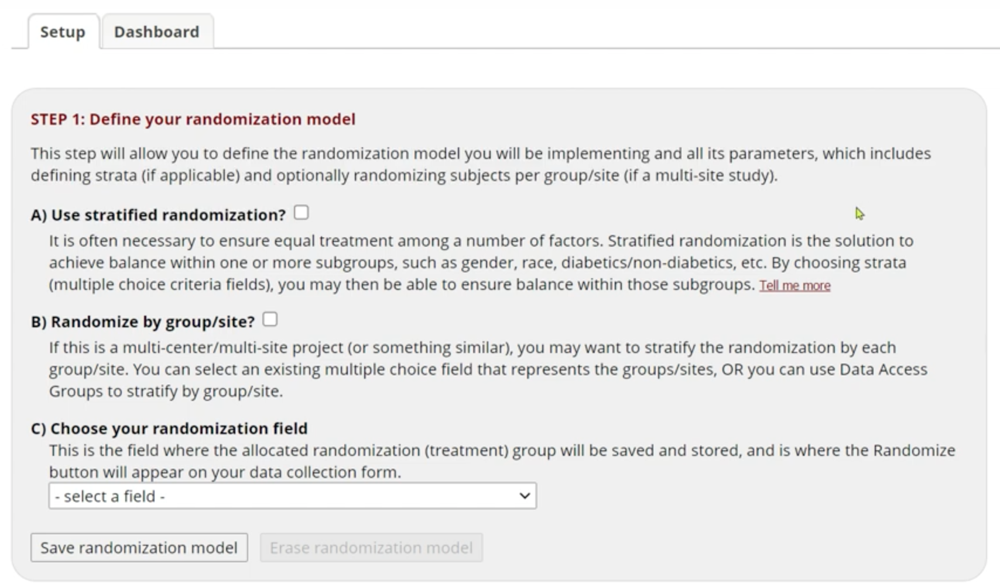 Setup
Dashboard
STEP 1: Define your randomization model
This step will allow you to define the randomization model you will be implementing and all its parameters, which includes
defining strata (if applicable) and optionally randomizing subjects per group/site (if a multi-site study).
A) Use stratified randomization?
It is often necessary to ensure equal treatment among a number of factors. Stratified randomization is the solution to
achieve balance within one or more subgroups, such as gender, race, diabetics/non-diabetics, etc. By choosing strata
(multiple choice criteria fields), you may then be able to ensure balance within those subgroups. Tell me more
B) Randomize by group/site?
If this is a multi-center/multi-site project (or something similar), you may want to stratify the randomization by each
group/site. You can select an existing multiple choice field that represents the groups/sites, OR you can use Data Access
Groups to stratify by group/site.
C) Choose your randomization field
This is the field where the allocated randomization (treatment) group will be saved and stored, and is where the Randomize
button will appear on your data collection form.
- select a field -
Save randomization model
Erase randomization model